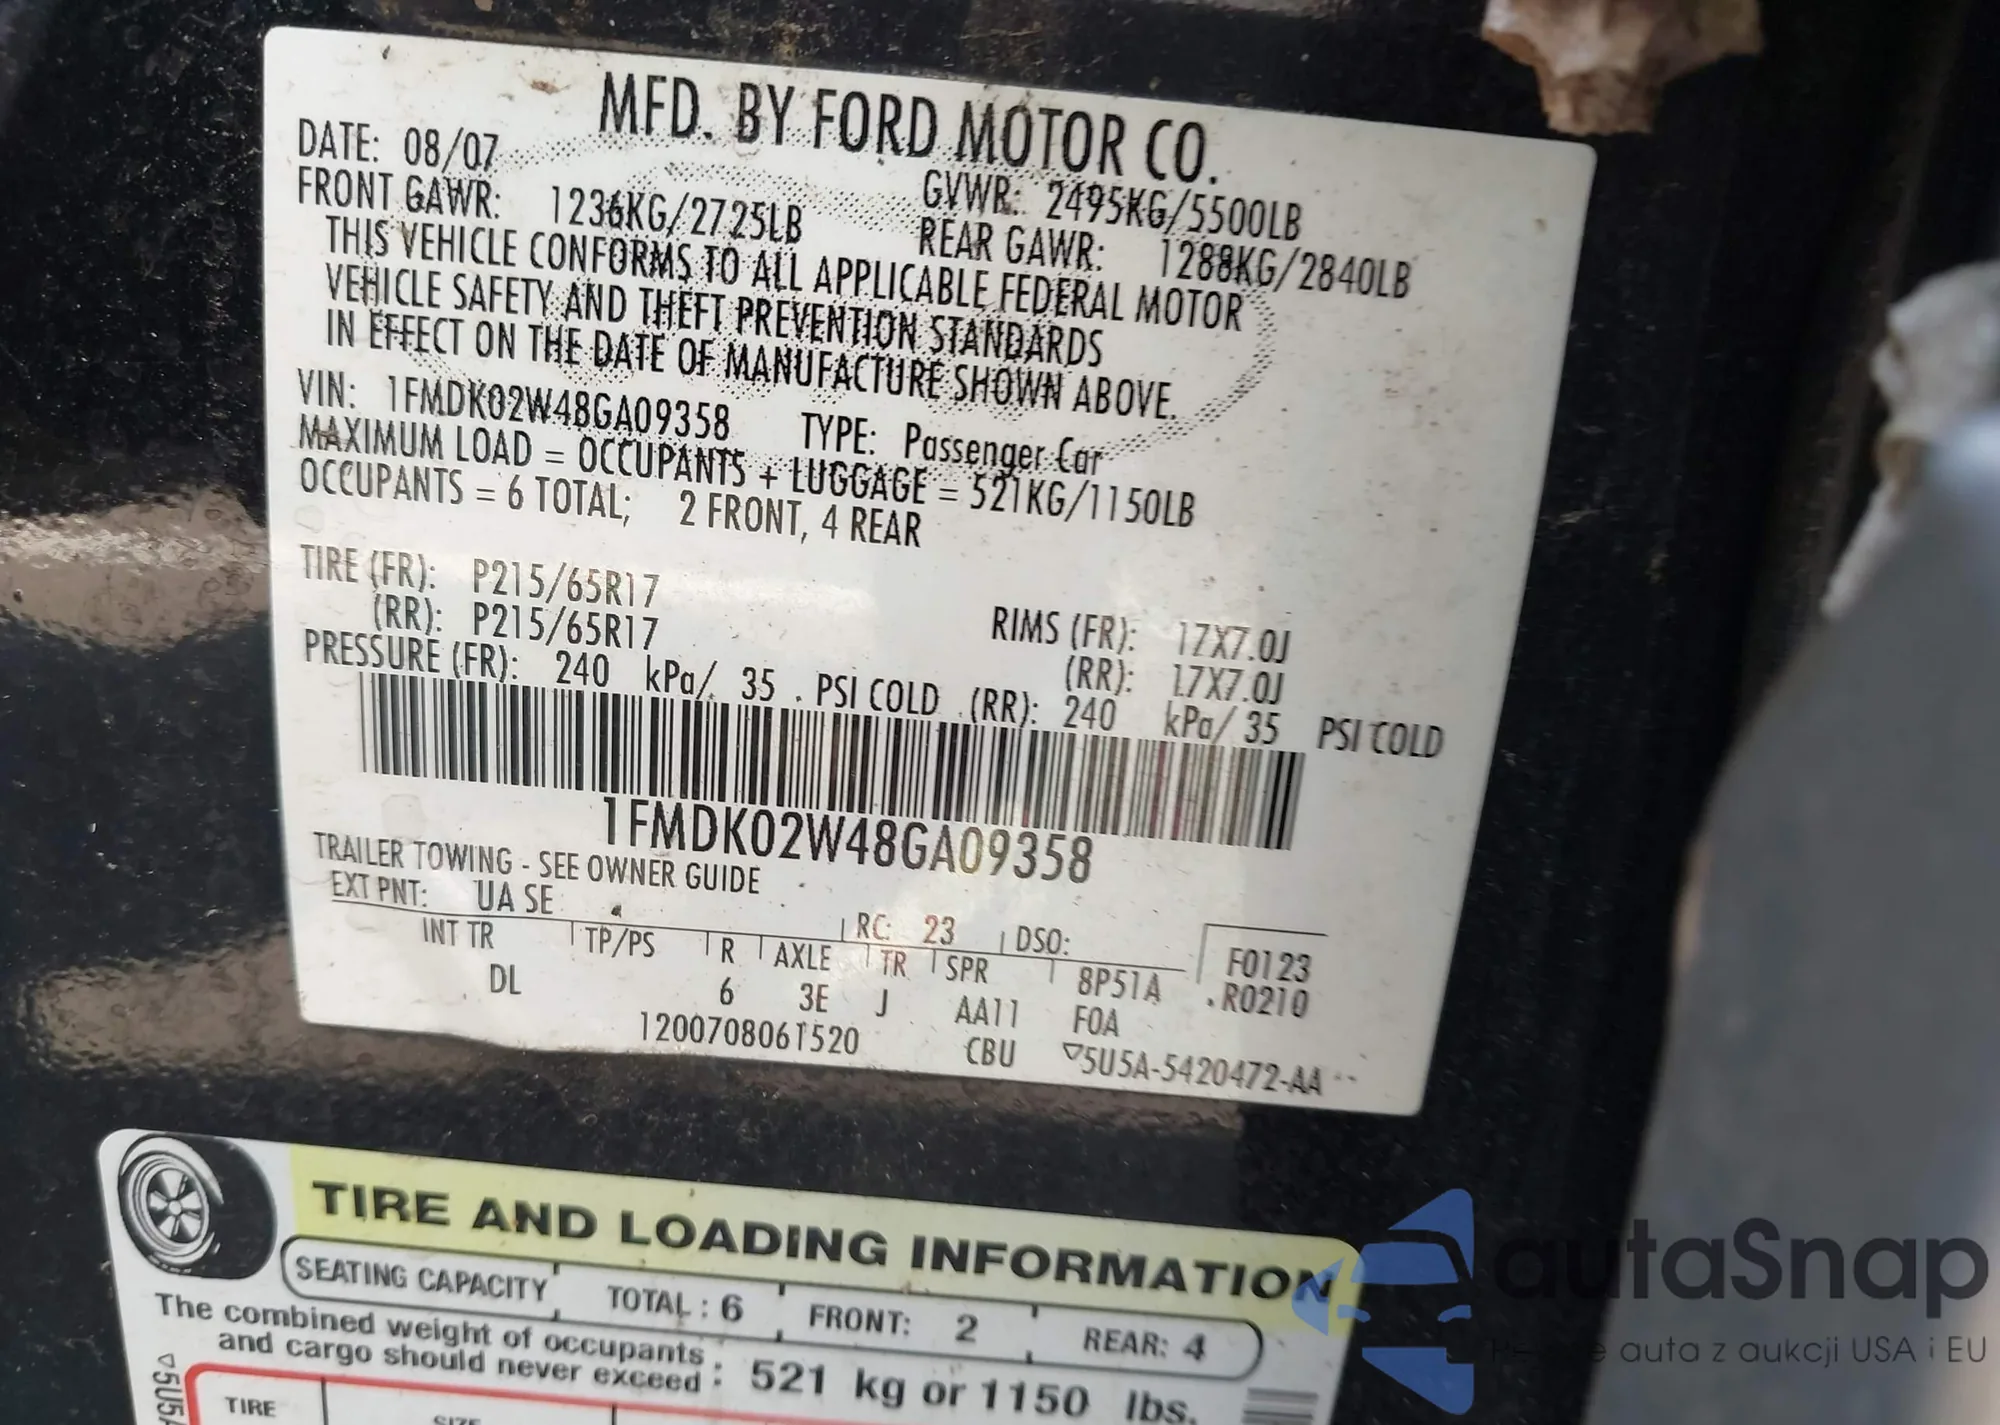 MFD. BY FORD MOTOR CO.
DATE: 08/07
GVWR: 2495KG/5500LB
FRONT GAWR: 1236KG/2725LB
REAR GAWR: 1288KG/2840LB
THIS VEHICLE CONFORMS TO ALL APPLICABLE FEDERAL MOTOR
VEHICLE SAFETY AND THEFT PREVENTION STANDARDS
IN EFFECT ON THE DATE OF MANUFACTURE SHOWN ABOVE.
VIN: 1FMDK02W48GA09358 TYPE: Passenger Car
MAXIMUM LOAD = OCCUPANTS + LUGGAGE = 521KG/1150LB
OCCUPANTS = 6 TOTAL; 2 FRONT, 4 REAR
TIRE (FR): P215/65R17 RIMS (FR): 17X7.0J
(RR): P215/65R17 (RR): 17X7.0J
PRESSURE (FR): 240 kPa/ 35 PSI COLD (RR): 240 kPa/ 35 PSI COLD
1FMDK02W48GA09358
TRAILER TOWING - SEE OWNER GUIDE
EXT PNT: UA SE RC: 23 DSO:
INT TR TP/PS R AXLE TR SPR 8P51A F0123
DL 6 3E J AA11 F0A R0210
1200708061520 CBU ▽5U5A-5420472-AA
TIRE AND LOADING INFORMATION
SEATING CAPACITY TOTAL : 6 FRONT: 2 REAR: 4
The combined weight of occupants
and cargo should never exceed : 521 kg or 1150 lbs.
TIRE
autaSnap
auta z aukcji USA i EU